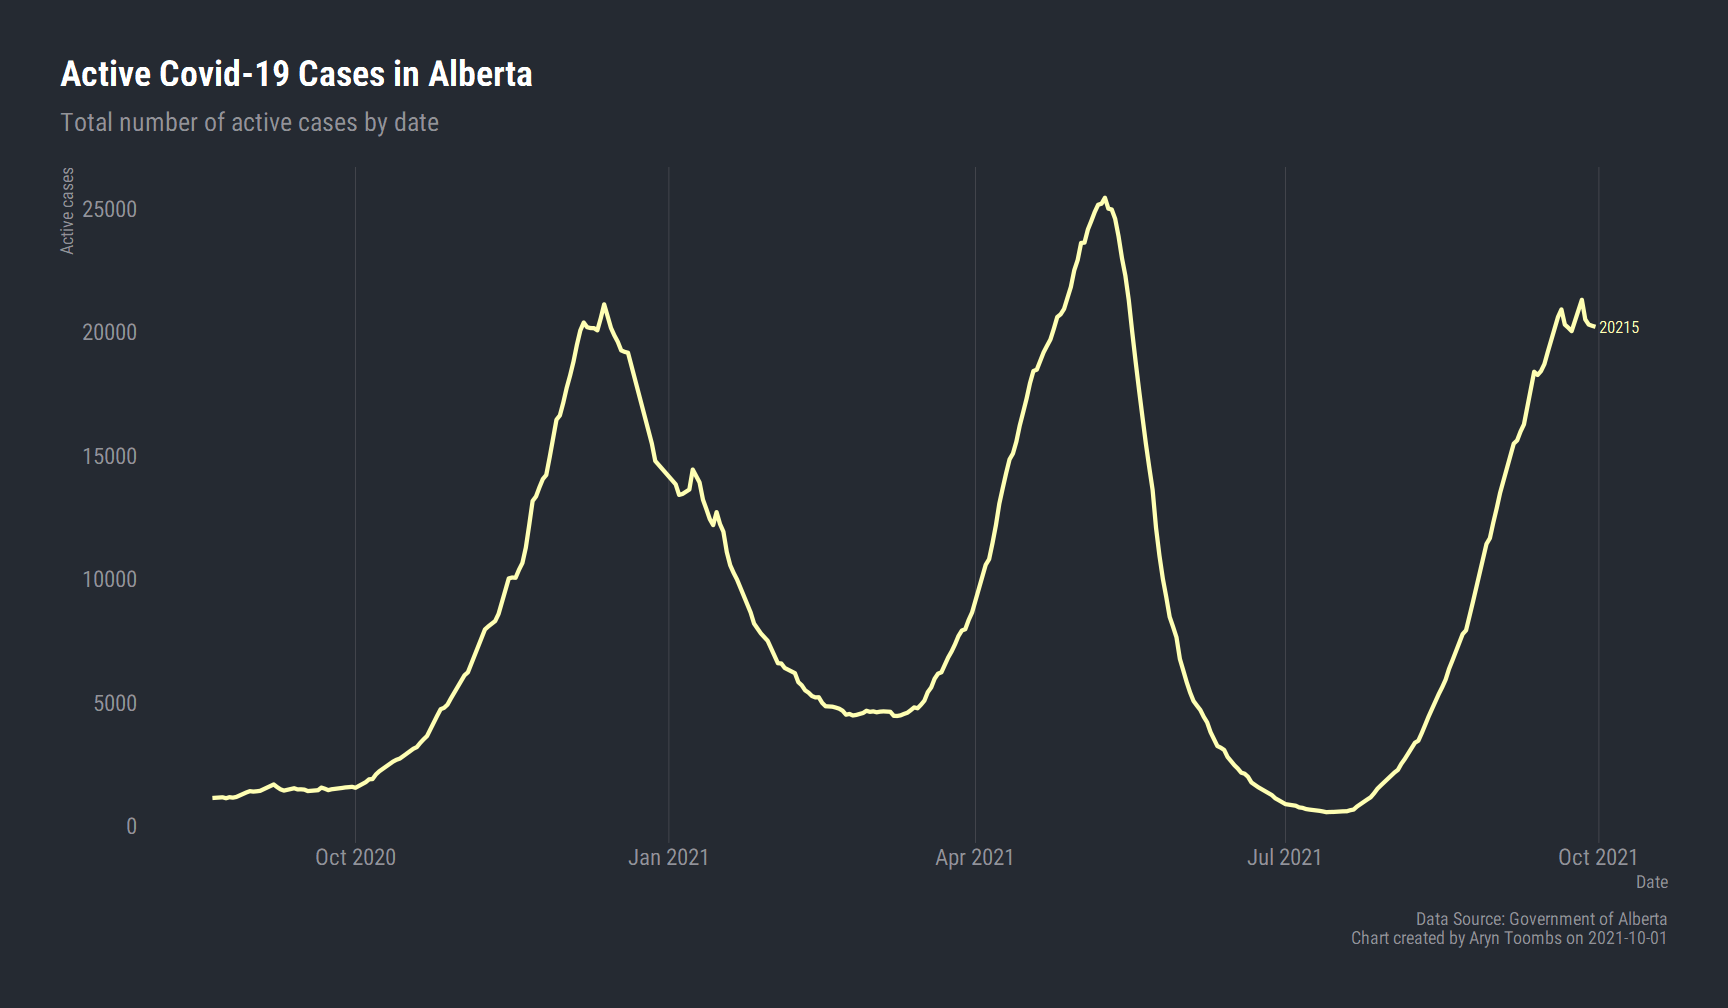 Active Covid-19 Cases in Alberta
Total number of active cases by date
Active cases
25000
20000
15000
10000
5000
0
20215
Oct 2020
Jan 2021
Apr 2021
Jul 2021
Oct 2021
Date
Data Source: Government of Alberta
Chart created by Aryn Toombs on 2021-10-01